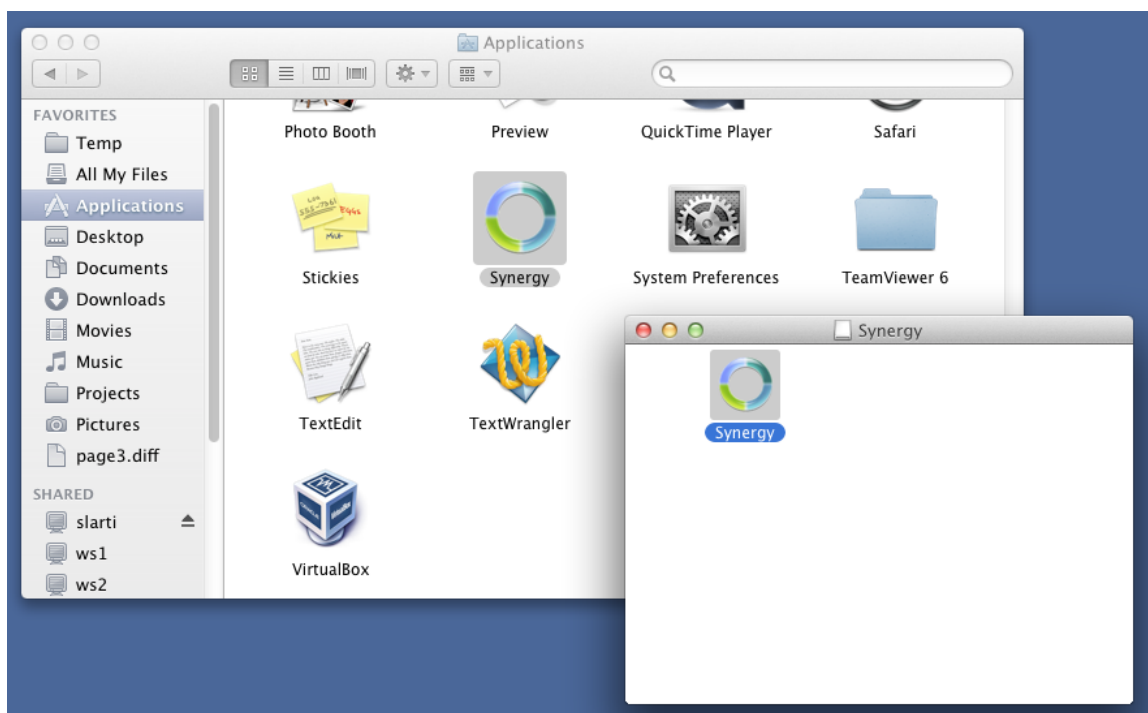 Applications
FAVORITES
Temp
All My Files
Applications
Desktop
Documents
Downloads
Movies
Music
Projects
Pictures
page3.diff
SHARED
slarti
ws1
ws2
Photo Booth
Preview
QuickTime Player
Safari
Stickies
Synergy
System Preferences
TeamViewer 6
TextEdit
TextWrangler
VirtualBox
Synergy
Synergy